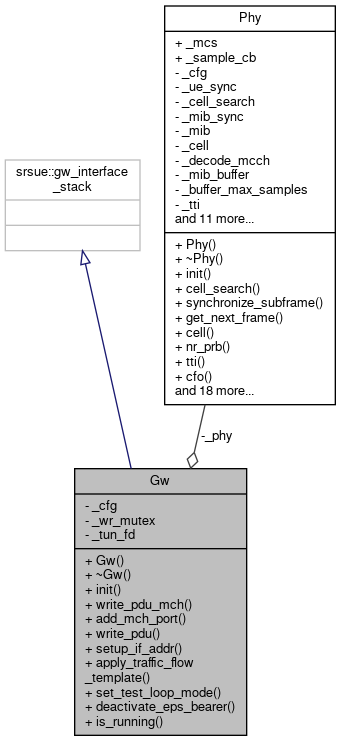 Phy
+ _mcs
+ _sample_cb
- _cfg
- _ue_sync
- _cell_search
- _mib_sync
- _mib
- _cell
- _decode_mcch
- _mib_buffer
- _buffer_max_samples
- _tti
and 11 more...
+ Phy()
+ ~Phy()
+ init()
+ cell_search()
+ synchronize_subframe()
+ get_next_frame()
+ cell()
+ nr_prb()
+ tti()
+ cfo()
and 18 more...
srsue::gw_interface
_stack
-_phy
Gw
- _cfg
- _wr_mutex
- _tun_fd
+ Gw()
+ ~Gw()
+ init()
+ write_pdu_mch()
+ add_mch_port()
+ write_pdu()
+ setup_if_addr()
+ apply_traffic_flow
_template()
+ set_test_loop_mode()
+ deactivate_eps_bearer()
+ is_running()